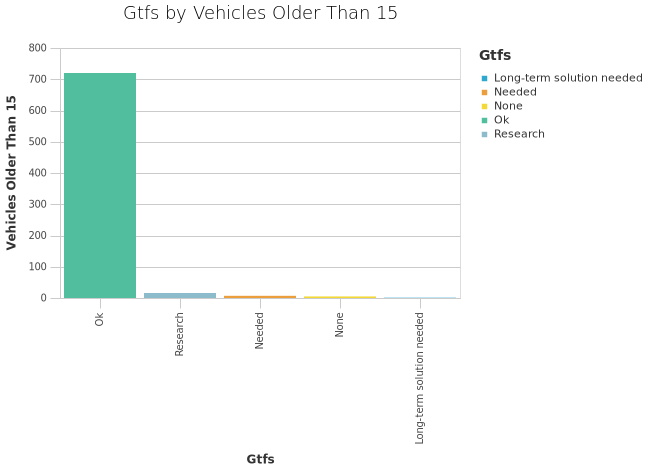 Gtfs by Vehicles Older Than 15
Vehicles Older Than 15
800
700
600
500
400
300
200
100
0
Ok
Research
Needed
None
Long-term solution needed
Gtfs
Gtfs
Long-term solution needed
Needed
None
Ok
Research